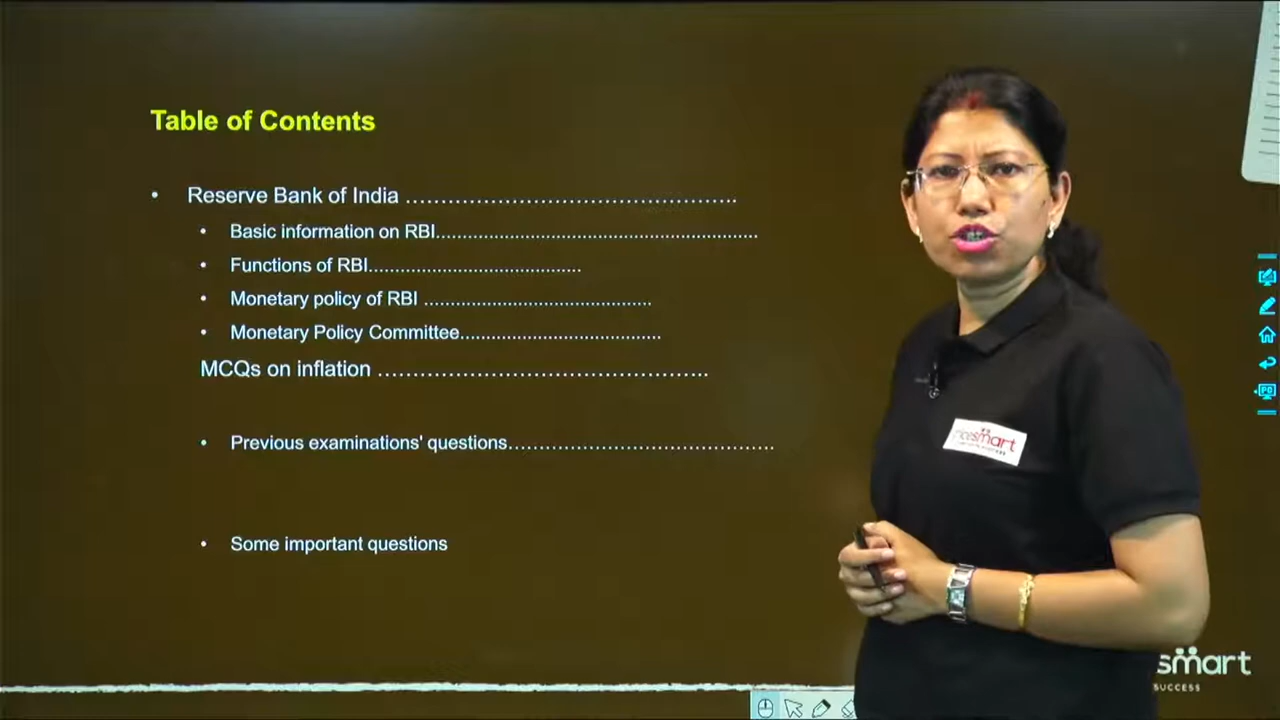 Table of Contents
• Reserve Bank of India ……………………………………….
• Basic information on RBI.............................................................
• Functions of RBI........................................
• Monetary policy of RBI ...........................................
• Monetary Policy Committee......................................
MCQs on inflation ……………………………………….
• Previous examinations' questions……………………………….
• Some important questions
smart
smart
SUCCESS